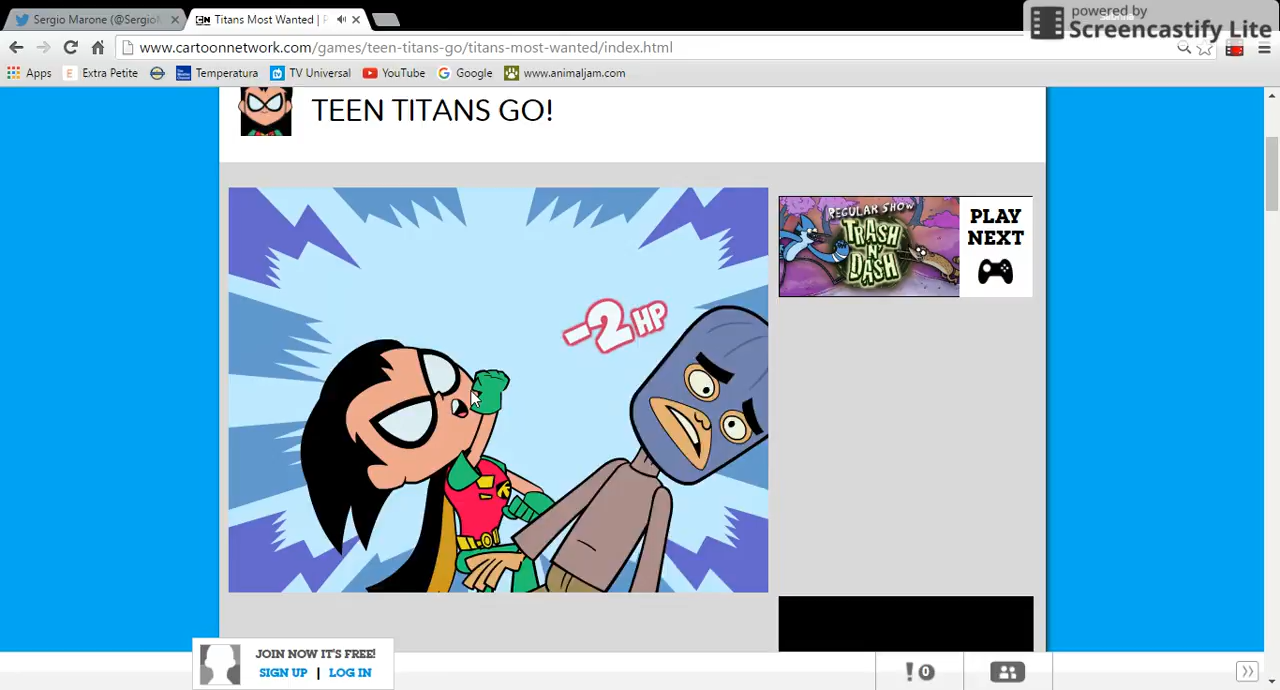 powered by
Screencastify Lite
Sergio Marone (@Sergio
CN Titans Most Wanted | P
www.cartoonnetwork.com/games/teen-titans-go/titans-most-wanted/index.html
Apps Extra Petite Temperatura TV Universal YouTube Google www.animaljam.com
TEEN TITANS GO!
REGULAR SHOW
TRASH
N'
DASH
PLAY
NEXT
-2 HP
JOIN NOW IT'S FREE!
SIGN UP | LOG IN
! 0